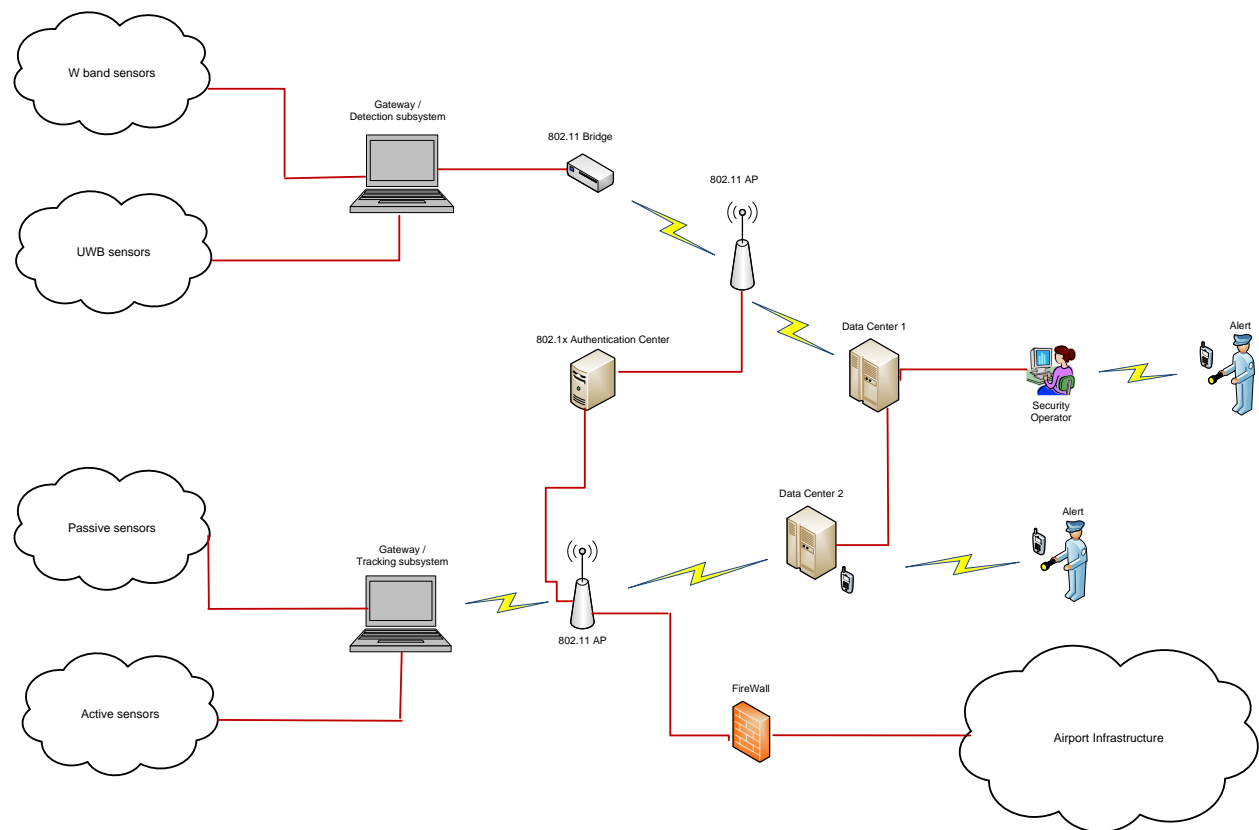 W band sensors
Gateway /
Detection subsystem
802.11 Bridge
802.11 AP
UWB sensors
802.1x Authentication Center
Data Center 1
Alert
Security
Operator
Passive sensors
Gateway /
Tracking subsystem
Data Center 2
Alert
802.11 AP
Active sensors
FireWall
Airport Infrastructure